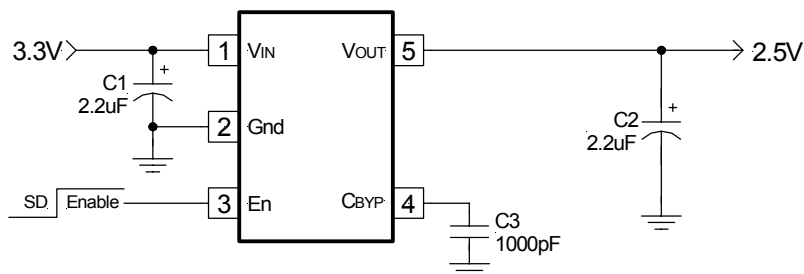 3.3V
1 VIN
VOUT 5
2.5V
C1
2.2uF
2 Gnd
C2
2.2uF
SD Enable
3 En
CBYP 4
C3
1000pF